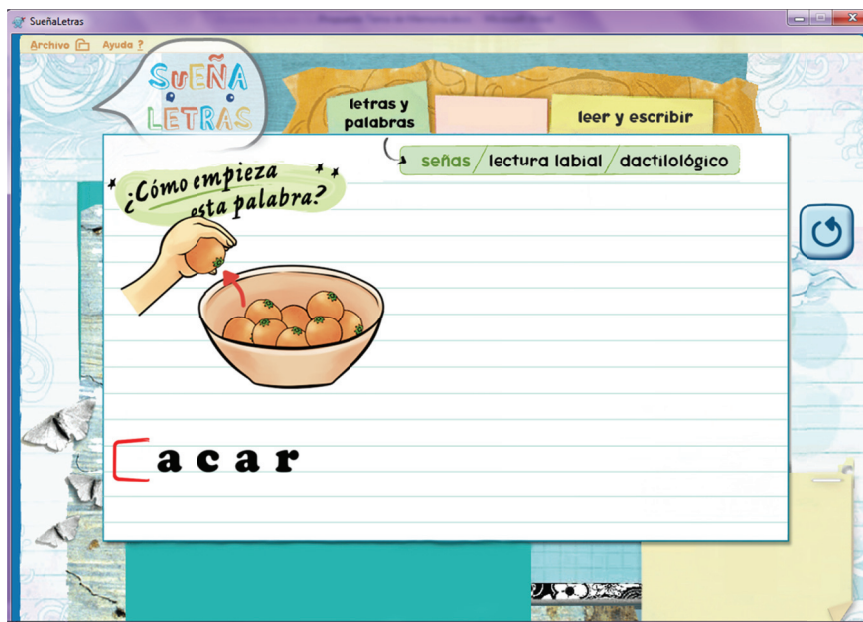 SueñaLetras
Archivo Ayuda ?
SUEÑA
LETRAS
letras y
palabras
leer y escribir
señas / lectura labial / dactilológico
¿Cómo empieza
esta palabra?
acar